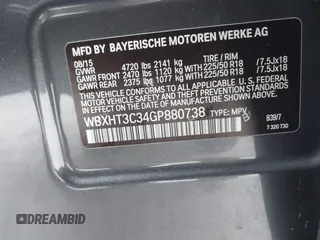 MFD BY BAYERISCHE MOTOREN WERKE AG
08/15 TIRE / RIM
GVWR 4720 lbs 2141 kg
GAWR FRONT 2470 lbs 1120 kg WITH 225/50 R18 /7.5Jx18
GAWR REAR 2375 lbs 1077 kg WITH 225/50 R18 /7.5Jx18
THIS VEHICLE CONFORMS TO ALL APPLICABLE
U.S. FEDERAL MOTOR VEHICLE SAFETY,
BUMPER, AND THEFT PREVENTION STANDARDS
IN EFFECT ON THE DATE OF MANUFACTURE
SHOWN ABOVE.
WBXHT3C34GP880738 TYPE: MPV
B39/7
7 320 730
DREAMBID